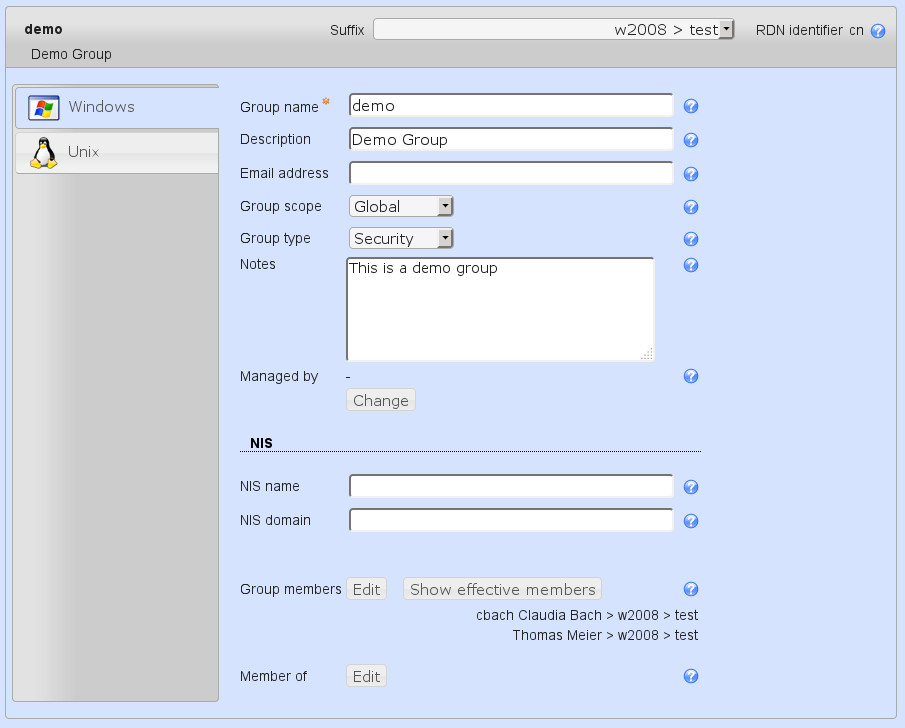 demo
Suffix w2008 > test RDN identifier cn
Demo Group
Windows
Unix
Group name demo
Description Demo Group
Email address
Group scope Global
Group type Security
Notes This is a demo group
Managed by -
Change
NIS
NIS name
NIS domain
Group members Edit Show effective members
cbach Claudia Bach > w2008 > test
Thomas Meier > w2008 > test
Member of Edit